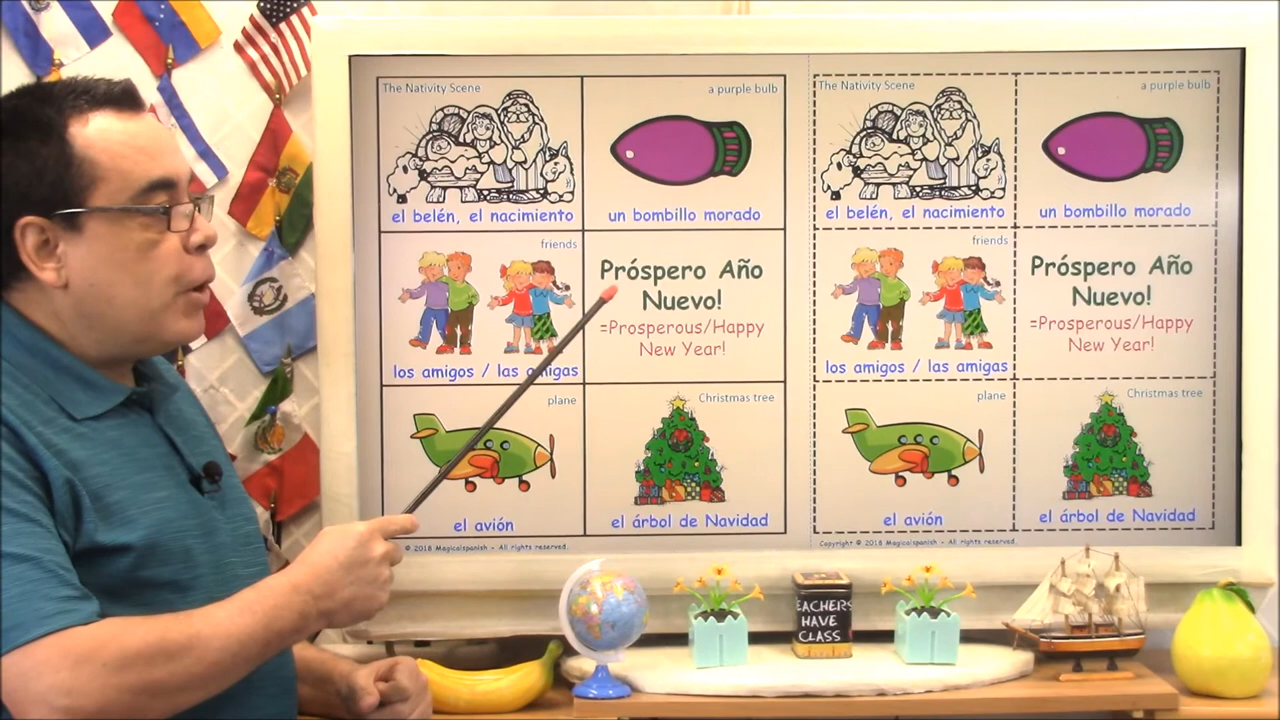 The Nativity Scene
el belén, el nacimiento
a purple bulb
un bombillo morado
friends
los amigos / las amigas
Próspero Año
Nuevo!
=Prosperous/Happy
New Year!
plane
el avión
Christmas tree
el árbol de Navidad
© 2018 Magicalspanish - All rights reserved.
The Nativity Scene
el belén, el nacimiento
a purple bulb
un bombillo morado
friends
los amigos / las amigas
Próspero Año
Nuevo!
=Prosperous/Happy
New Year!
plane
el avión
Christmas tree
el árbol de Navidad
Copyright © 2018 Magicalspanish - All rights reserved.
EACHERS
HAVE
CLASS